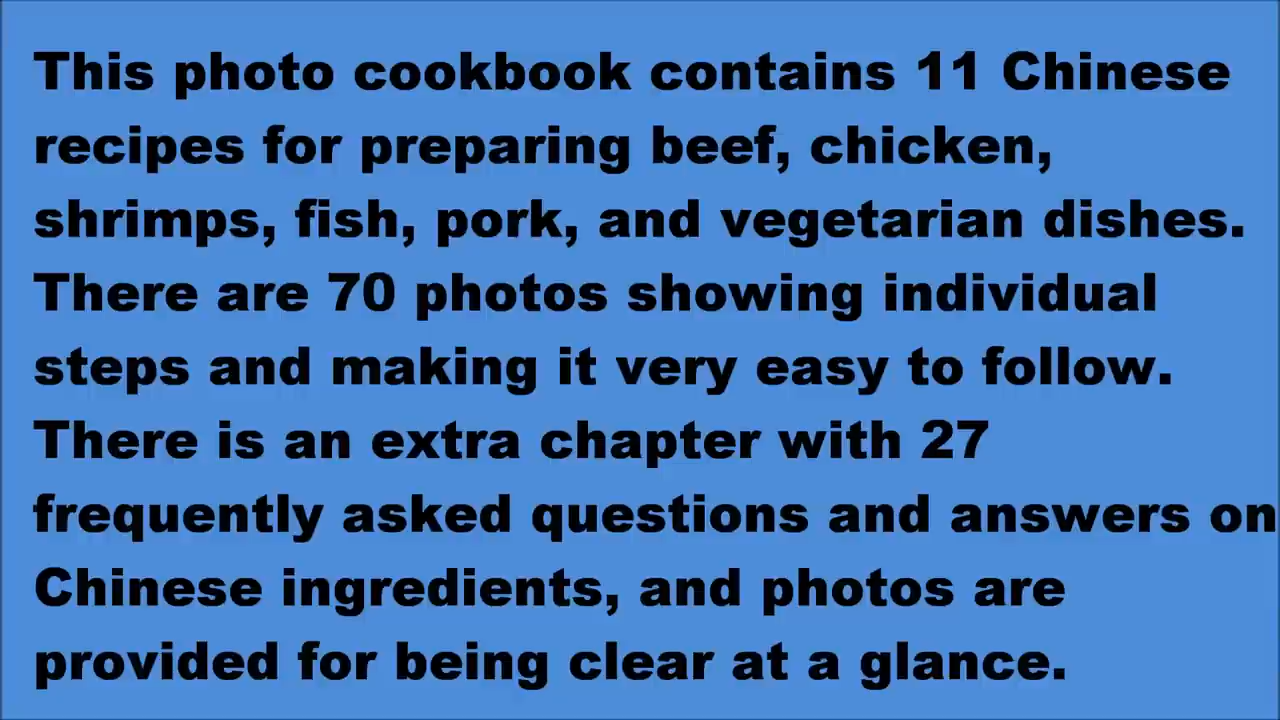 This photo cookbook contains 11 Chinese
recipes for preparing beef, chicken,
shrimps, fish, pork, and vegetarian dishes.
There are 70 photos showing individual
steps and making it very easy to follow.
There is an extra chapter with 27
frequently asked questions and answers on
Chinese ingredients, and photos are
provided for being clear at a glance.